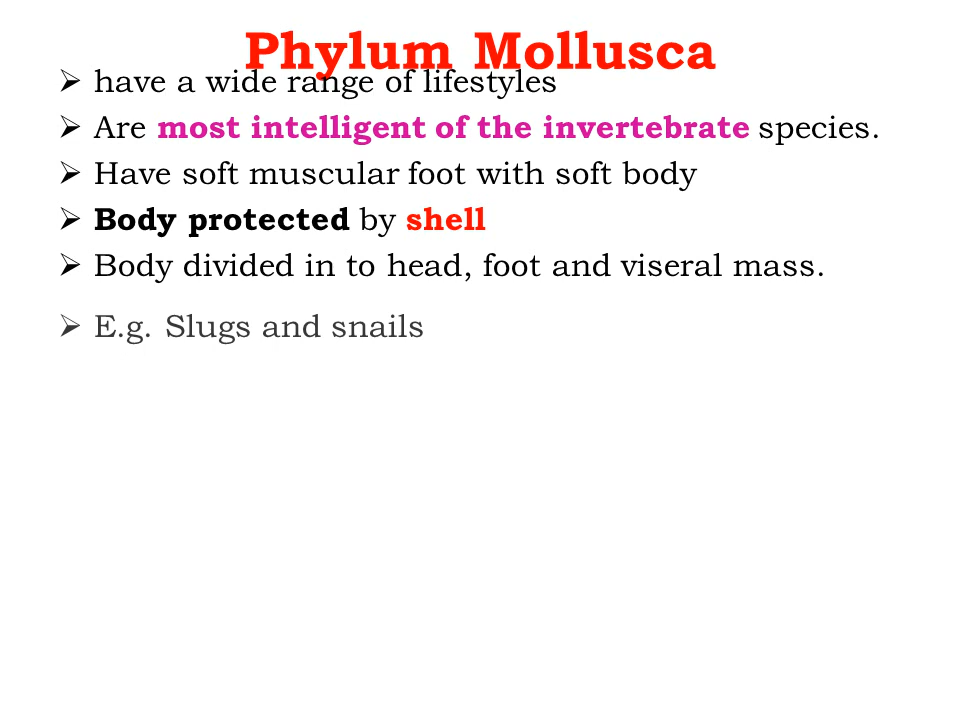 Phylum Mollusca
➢ have a wide range of lifestyles
➢ Are most intelligent of the invertebrate species.
➢ Have soft muscular foot with soft body
➢ Body protected by shell
➢ Body divided in to head, foot and viseral mass.
➢ E.g. Slugs and snails